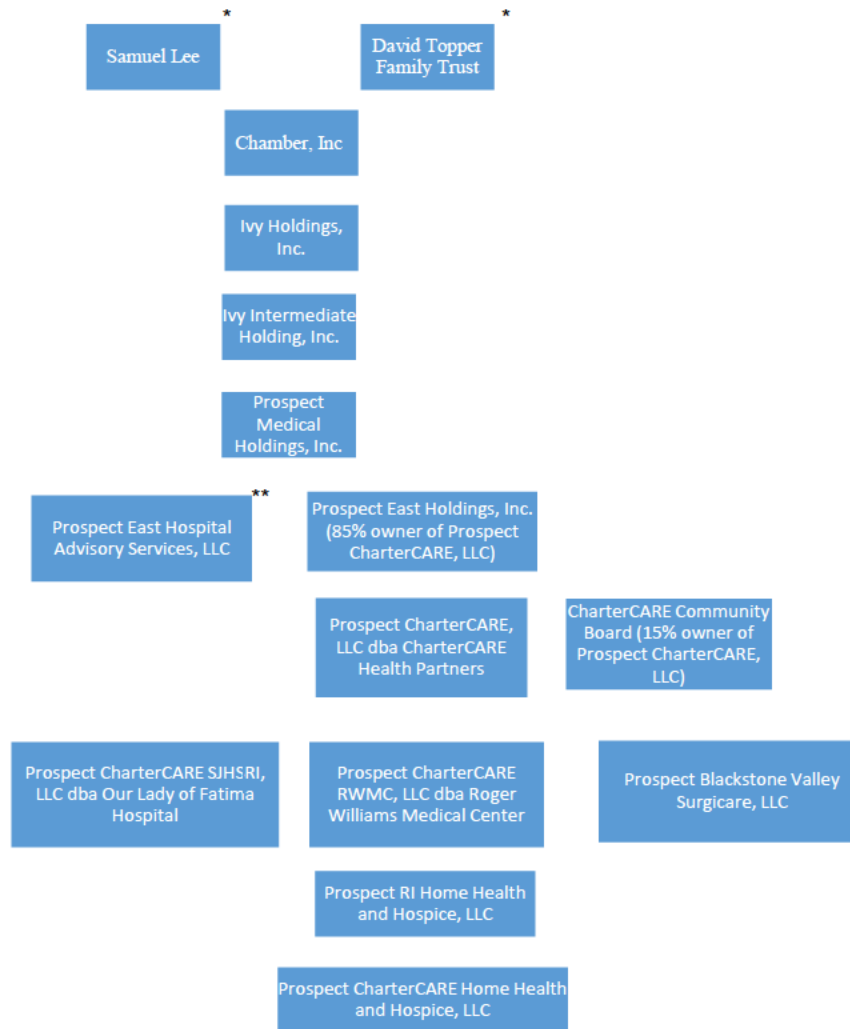 *
*
Samuel Lee
David Topper
Family Trust
Chamber, Inc
Ivy Holdings,
Inc.
Ivy Intermediate
Holding, Inc.
Prospect
Medical
Holdings, Inc.
**
Prospect East Hospital
Advisory Services, LLC
Prospect East Holdings, Inc.
(85% owner of Prospect
CharterCARE, LLC)
Prospect CharterCARE,
LLC dba CharterCARE
Health Partners
CharterCARE Community
Board (15% owner of
Prospect CharterCARE,
LLC)
Prospect CharterCARE SJHSRI,
LLC dba Our Lady of Fatima
Hospital
Prospect CharterCARE
RWMC, LLC dba Roger
Williams Medical Center
Prospect Blackstone Valley
Surgicare, LLC
Prospect RI Home Health
and Hospice, LLC
Prospect CharterCARE Home Health
and Hospice, LLC